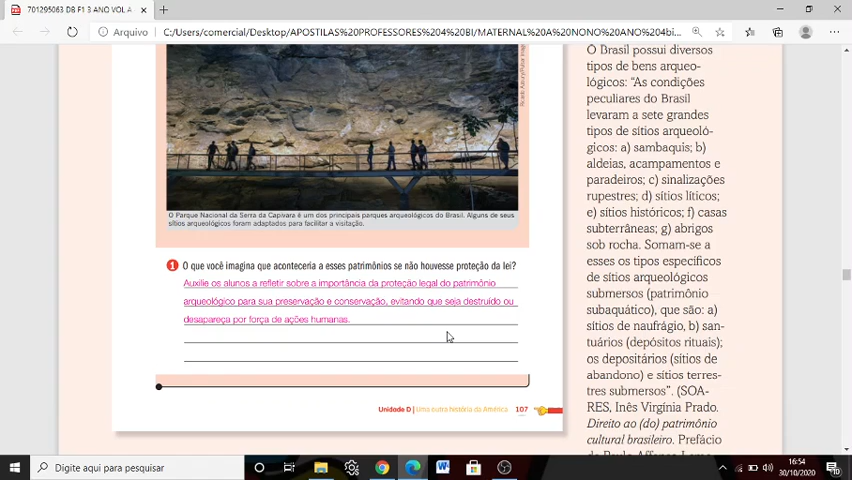 701295063 DB F1 3 ANO VOL A
Arquivo
C:/Users/comercial/Desktop/APOSTILAS%20PROFESSORES%204%20BI/MATERNAL%20A%20NONO%20ANO%204bi...
O Parque Nacional da Serra da Capivara é um dos principais parques arqueológicos do Brasil. Alguns de seus
sítios arqueológicos foram adaptados para facilitar a visitação.
1 O que você imagina que aconteceria a esses patrimônios se não houvesse proteção da lei?
Auxilie os alunos a refletir sobre a importância da proteção legal do patrimônio
arqueológico para sua preservação e conservação, evitando que seja destruído ou
desapareça por força de ações humanas.
Unidade D | Uma outra história da América 107
O Brasil possui diversos
tipos de bens arqueo-
lógicos: “As condições
peculiares do Brasil
levaram a sete grandes
tipos de sítios arqueoló-
gicos: a) sambaquis; b)
aldeias, acampamentos e
paradeiros; c) sinalizações
rupestres; d) sítios líticos;
e) sítios históricos; f) casas
subterrâneas; g) abrigos
sob rocha. Somam-se a
esses os tipos específicos
de sítios arqueológicos
submersos (patrimônio
subaquático), que são: a)
sítios de naufrágio, b) san-
tuários (depósitos rituais);
os depositários (sítios de
abandono) e sítios terres-
tres submersos”. (SOA-
RES, Inês Virgínia Prado.
Direito ao (do) patrimônio
cultural brasileiro. Prefácio
de Paulo Affonso Leme
Digite aqui para pesquisar
16:54
30/10/2020